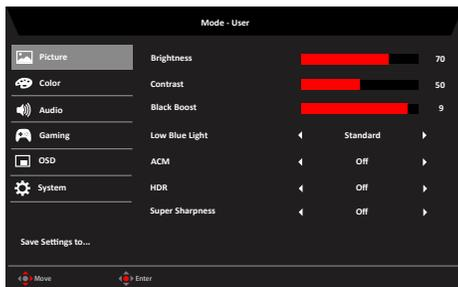 Mode - User
Picture
Brightness 70
Color
Contrast 50
Audio
Black Boost 9
Gaming
Low Blue Light Standard
OSD
ACM Off
System
HDR Off
Super Sharpness Off
Save Settings to...
Move Enter